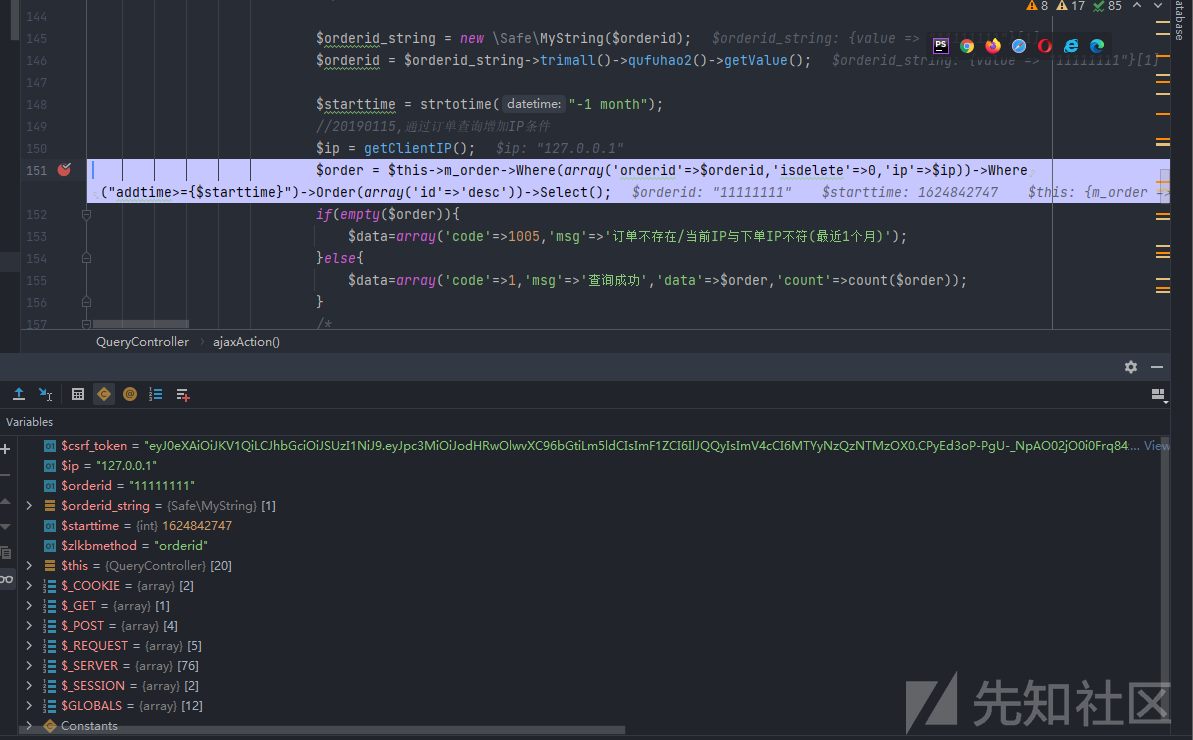 8 17 85
atabase
144
145 $orderid_string = new \Safe\MyString($orderid); $orderid_string: {value =>
146 $orderid = $orderid_string->trimall()->qufuhao2()->getValue(); $orderid_string: {value => "11111111"}[1]
147
148 $starttime = strtotime( datetime: "-1 month");
149 //20190115,通过订单查询增加IP条件
150 $ip = getClientIP(); $ip: "127.0.0.1"
151 $order = $this->m_order->Where(array('orderid'=>$orderid,'isdelete'=>0,'ip'=>$ip))->Where
("addtime>={$starttime}")->Order(array('id'=>'desc'))->Select(); $orderid: "11111111" $starttime: 1624842747 $this: {m_order =>
152 if(empty($order)){
153 $data=array('code'=>1005,'msg'=>'订单不存在/当前IP与下单IP不符(最近1个月)');
154 }else{
155 $data=array('code'=>1,'msg'=>'查询成功','data'=>$order,'count'=>count($order));
156 }
157 /*
QueryController › ajaxAction()
Variables
$csrf_token = "eyJ0eXAiOiJKV1QiLCJhbGciOiJSUzI1NiJ9.eyJpc3MiOiJodHRwOlwvXC96bGtiLm5ldCIsImF1ZCI6IlJQQyIsImV4cCI6MTYyNzQzNTMzOX0.CPyEd3oP-PgU-_NpAO02jO0i0Frq84... View
$ip = "127.0.0.1"
$orderid = "11111111"
$orderid_string = {Safe\MyString} [1]
$starttime = {int} 1624842747
$zlkbmethod = "orderid"
$this = {QueryController} [20]
$_COOKIE = {array} [2]
$_GET = {array} [1]
$_POST = {array} [4]
$_REQUEST = {array} [5]
$_SERVER = {array} [76]
$_SESSION = {array} [2]
$GLOBALS = {array} [12]
Constants
先知社区